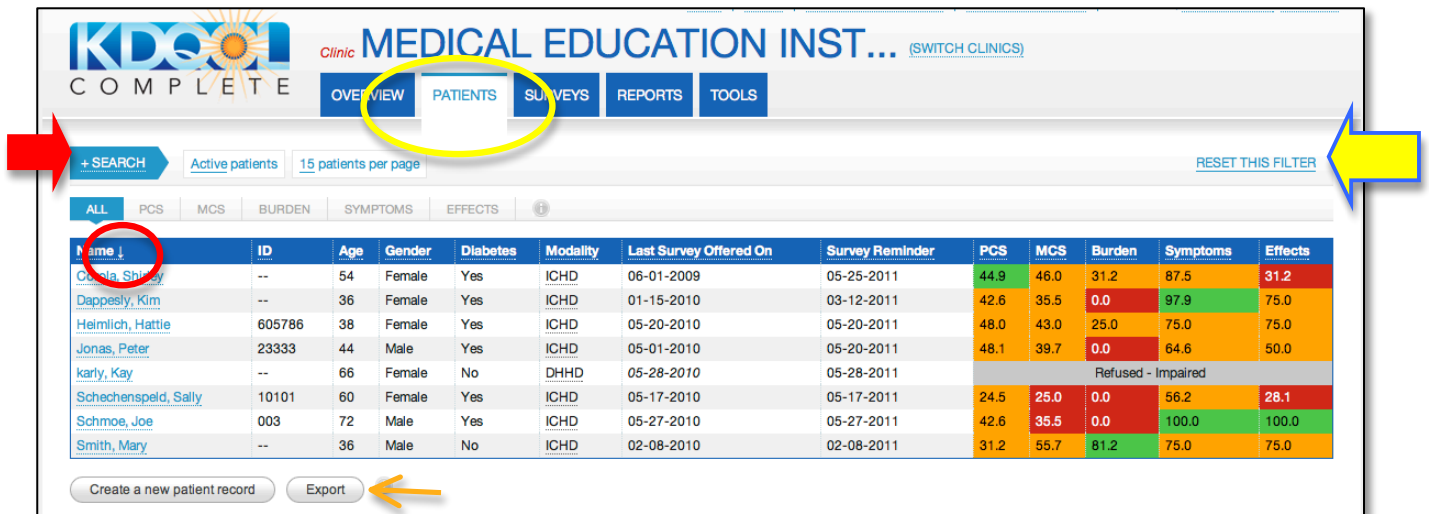 KDQOL
COMPLETE
Clinic MEDICAL EDUCATION INST... (SWITCH CLINICS)
OVERVIEW PATIENTS SURVEYS REPORTS TOOLS
+ SEARCH Active patients 15 patients per page RESET THIS FILTER
ALL PCS MCS BURDEN SYMPTOMS EFFECTS i
Name ↓ ID Age Gender Diabetes Modality Last Survey Offered On Survey Reminder PCS MCS Burden Symptoms Effects
Shirley -- 54 Female Yes ICHD 06-01-2009 05-25-2011 44.9 46.0 31.2 87.5 31.2
Dappesly, Kim -- 36 Female Yes ICHD 01-15-2010 03-12-2011 42.6 35.5 0.0 97.9 75.0
Heimlich, Hattie 605786 38 Female Yes ICHD 05-20-2010 05-20-2011 48.0 43.0 25.0 75.0 75.0
Jonas, Peter 23333 44 Male Yes ICHD 05-01-2010 05-20-2011 48.1 39.7 0.0 64.6 50.0
karly, Kay -- 66 Female No DHHD 05-28-2010 05-28-2011 Refused - Impaired
Schechenspeld, Sally 10101 60 Female Yes ICHD 05-17-2010 05-17-2011 24.5 25.0 0.0 56.2 28.1
Schmoe, Joe 003 72 Male Yes ICHD 05-27-2010 05-27-2011 42.6 35.5 0.0 100.0 100.0
Smith, Mary -- 36 Male No ICHD 02-08-2010 02-08-2011 31.2 55.7 81.2 75.0 75.0
Create a new patient record Export